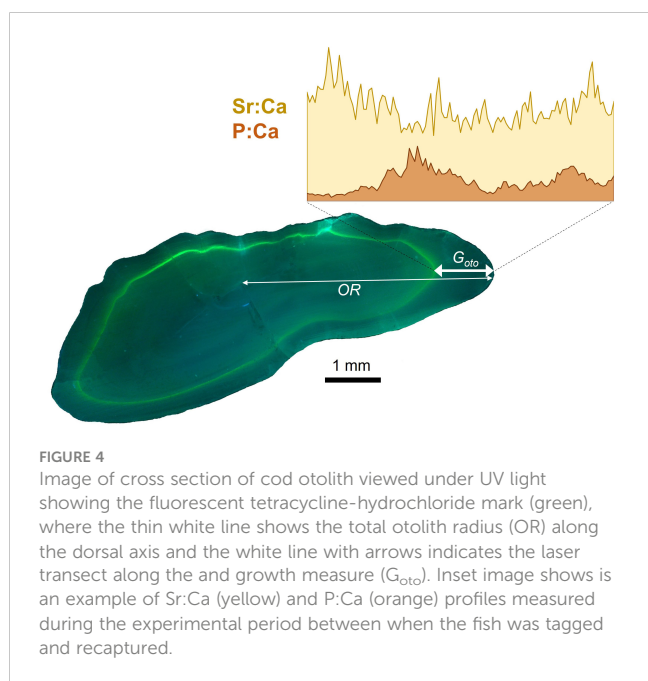 Sr:Ca
P:Ca
G_oto
OR
1 mm
FIGURE 4
Image of cross section of cod otolith viewed under UV light
showing the fluorescent tetracycline-hydrochloride mark (green),
where the thin white line shows the total otolith radius (OR) along
the dorsal axis and the white line with arrows indicates the laser
transect along the and growth measure (G_oto). Inset image shows is
an example of Sr:Ca (yellow) and P:Ca (orange) profiles measured
during the experimental period between when the fish was tagged
and recaptured.